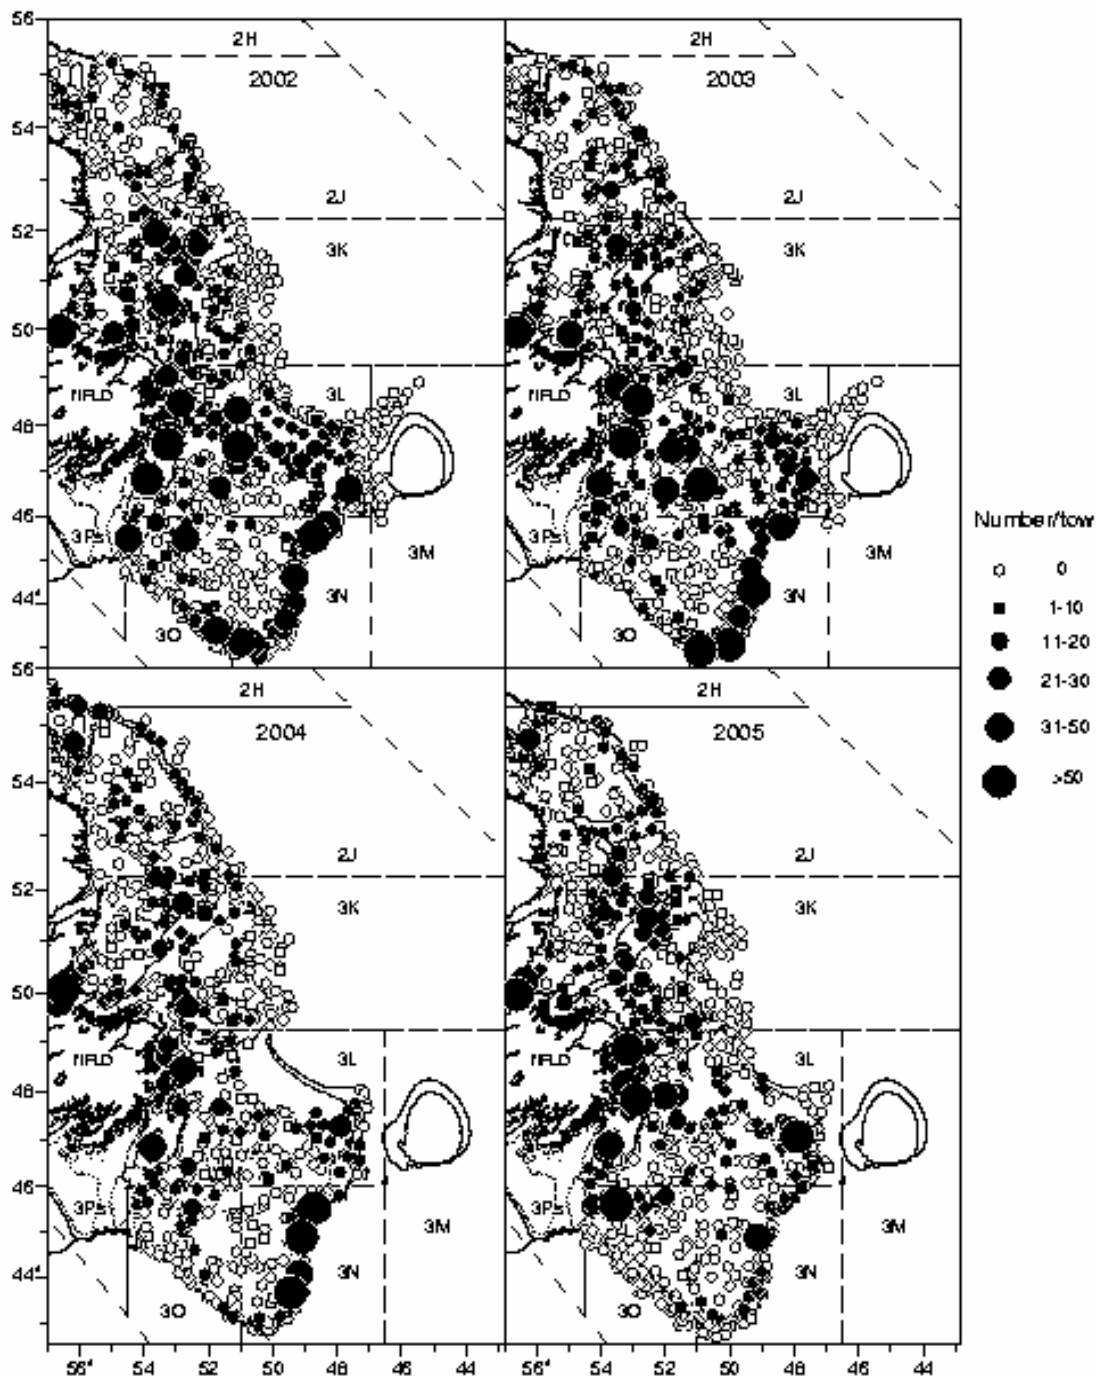 56
2H
2H
2002
2003
54
2J
2J
52
3K
3K
50
NFLD
3L
NFLD
3L
48
46
3Ps
3M
3Ps
3M
44°
3O
3N
3O
3N
Number/tow
0
1-10
11-20
21-30
31-50
>50
56
2H
2H
2004
2005
54
2J
2J
52
3K
3K
50
NFLD
3L
NFLD
3L
48
46
3Ps
3M
3Ps
3M
44°
3O
3N
3O
3N
56° 54 52 50 48 46 44 56° 54 52 50 48 46 44